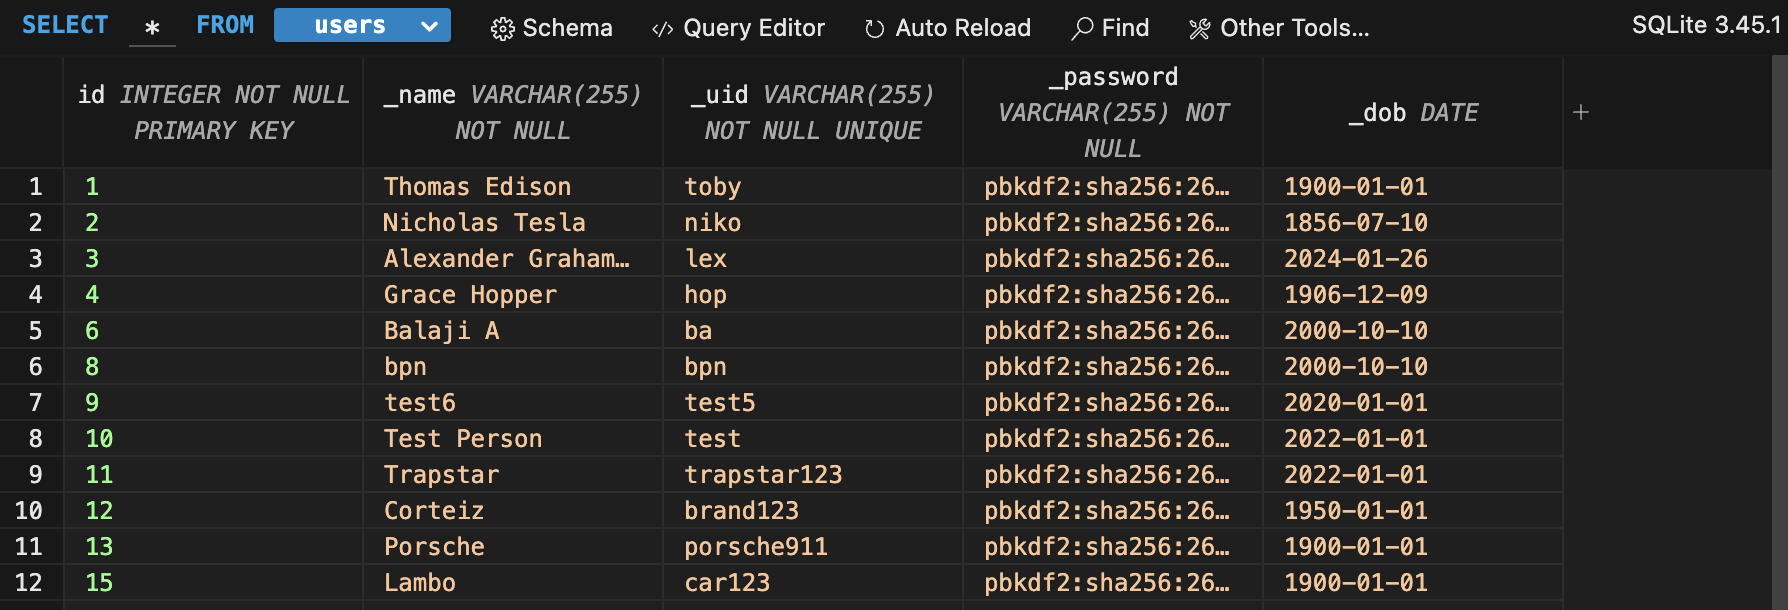 SELECT * FROM users Schema </> Query Editor Auto Reload Find Other Tools... SQLite 3.45.1
id INTEGER NOT NULL PRIMARY KEY
_name VARCHAR(255) NOT NULL
_uid VARCHAR(255) NOT NULL UNIQUE
_password VARCHAR(255) NOT NULL
_dob DATE
+
1 1 Thomas Edison toby pbkdf2:sha256:26… 1900-01-01
2 2 Nicholas Tesla niko pbkdf2:sha256:26… 1856-07-10
3 3 Alexander Graham… lex pbkdf2:sha256:26… 2024-01-26
4 4 Grace Hopper hop pbkdf2:sha256:26… 1906-12-09
5 6 Balaji A ba pbkdf2:sha256:26… 2000-10-10
6 8 bpn bpn pbkdf2:sha256:26… 2000-10-10
7 9 test6 test5 pbkdf2:sha256:26… 2020-01-01
8 10 Test Person test pbkdf2:sha256:26… 2022-01-01
9 11 Trapstar trapstar123 pbkdf2:sha256:26… 2022-01-01
10 12 Corteiz brand123 pbkdf2:sha256:26… 1950-01-01
11 13 Porsche porsche911 pbkdf2:sha256:26… 1900-01-01
12 15 Lambo car123 pbkdf2:sha256:26… 1900-01-01